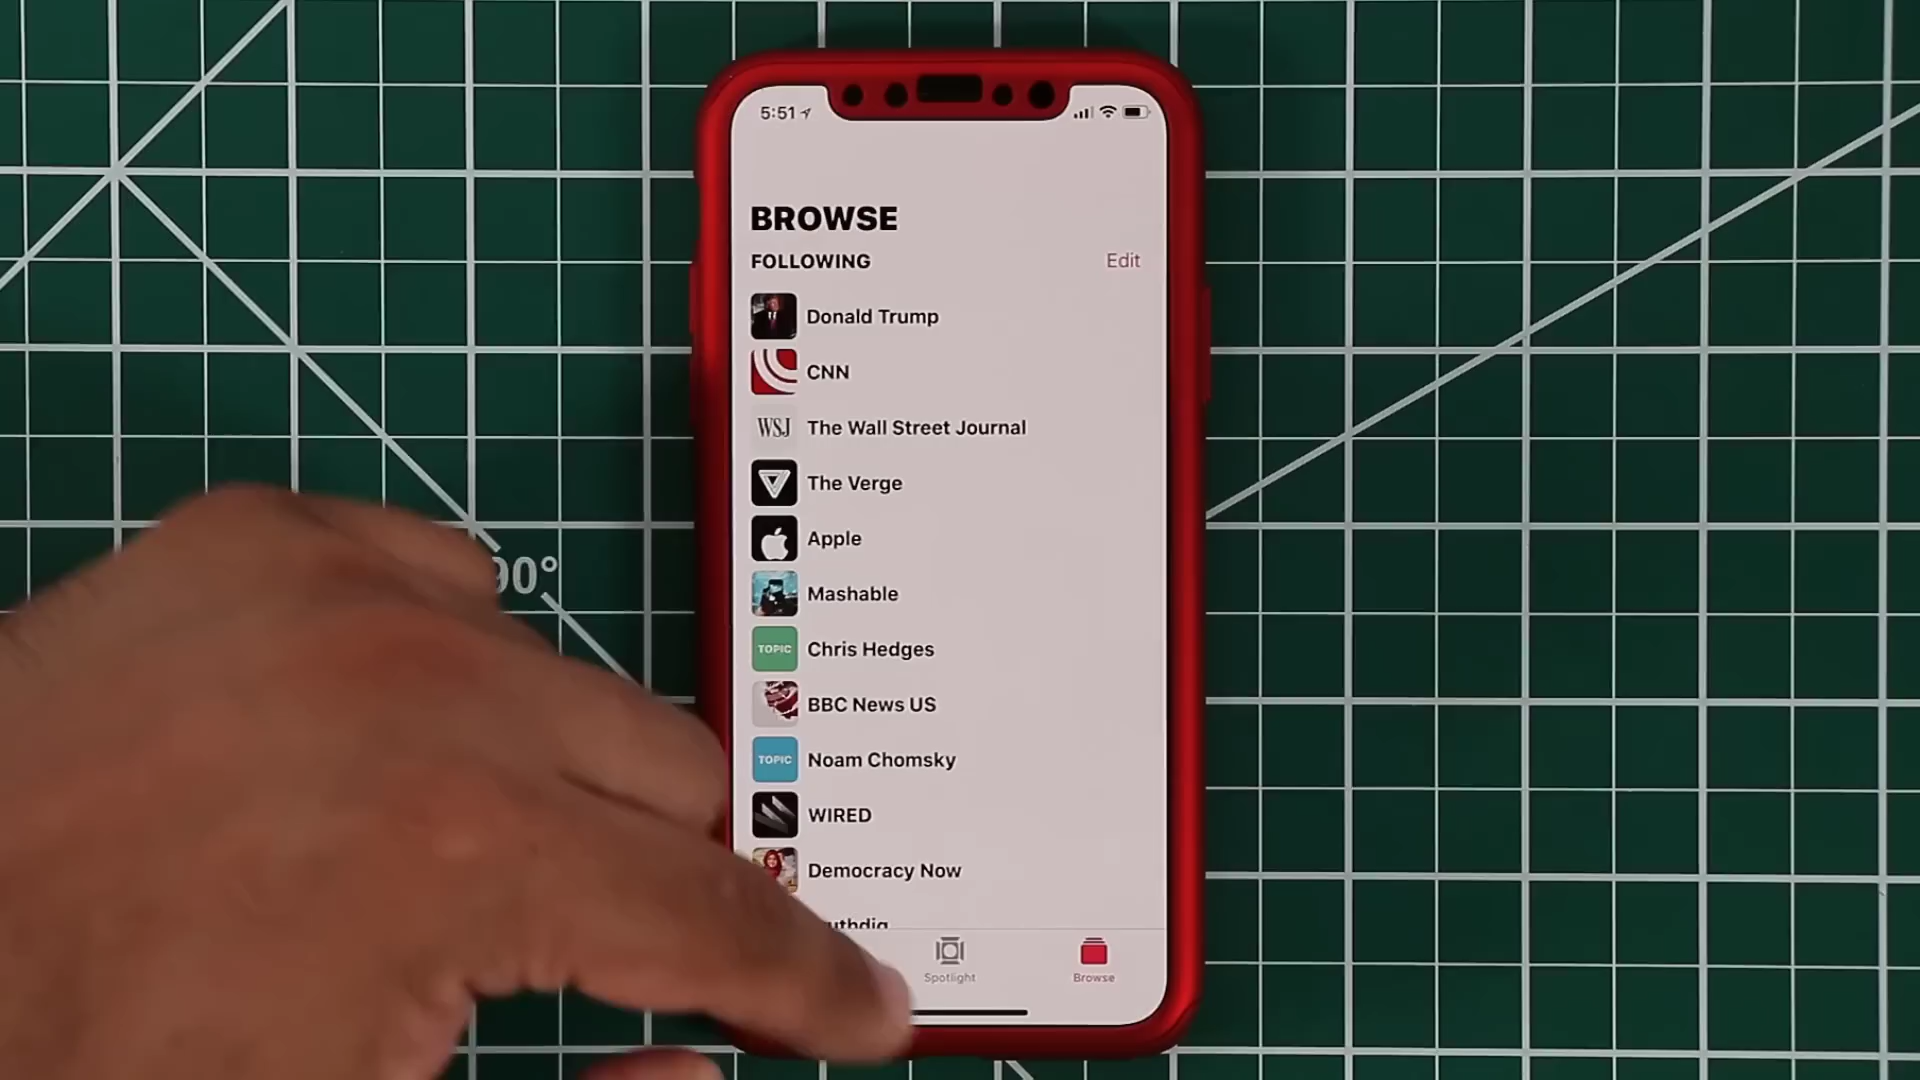 5:51
BROWSE
FOLLOWING
Edit
Donald Trump
CNN
WSJ
The Wall Street Journal
The Verge
Apple
Mashable
TOPIC
Chris Hedges
BBC News US
TOPIC
Noam Chomsky
WIRED
Democracy Now
Spotlight
Browse
90°